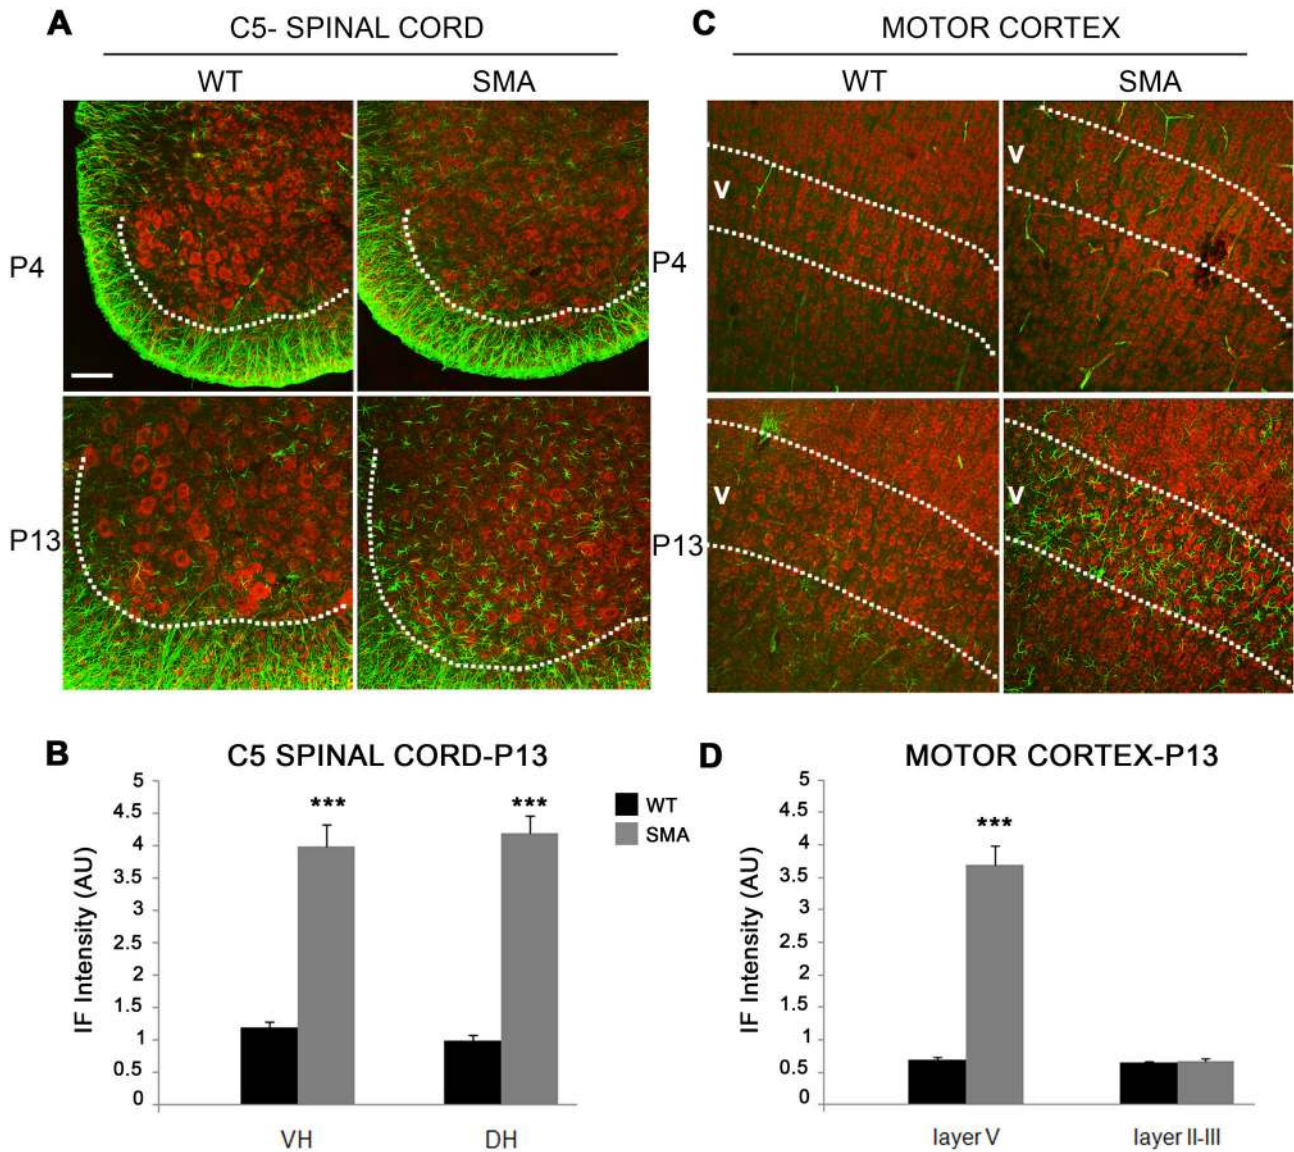 A
C5- SPINAL CORD
WT SMA
P4
P13
C
MOTOR CORTEX
WT SMA
V V
P4
V V
P13
B
C5 SPINAL CORD-P13
IF Intensity (AU)
5
4.5
4
3.5
3
2.5
2
1.5
1
0.5
0
*** ***
VH DH
WT
SMA
D
MOTOR CORTEX-P13
IF Intensity (AU)
5
4.5
4
3.5
3
2.5
2
1.5
1
0.5
0
***
layer V layer II-III